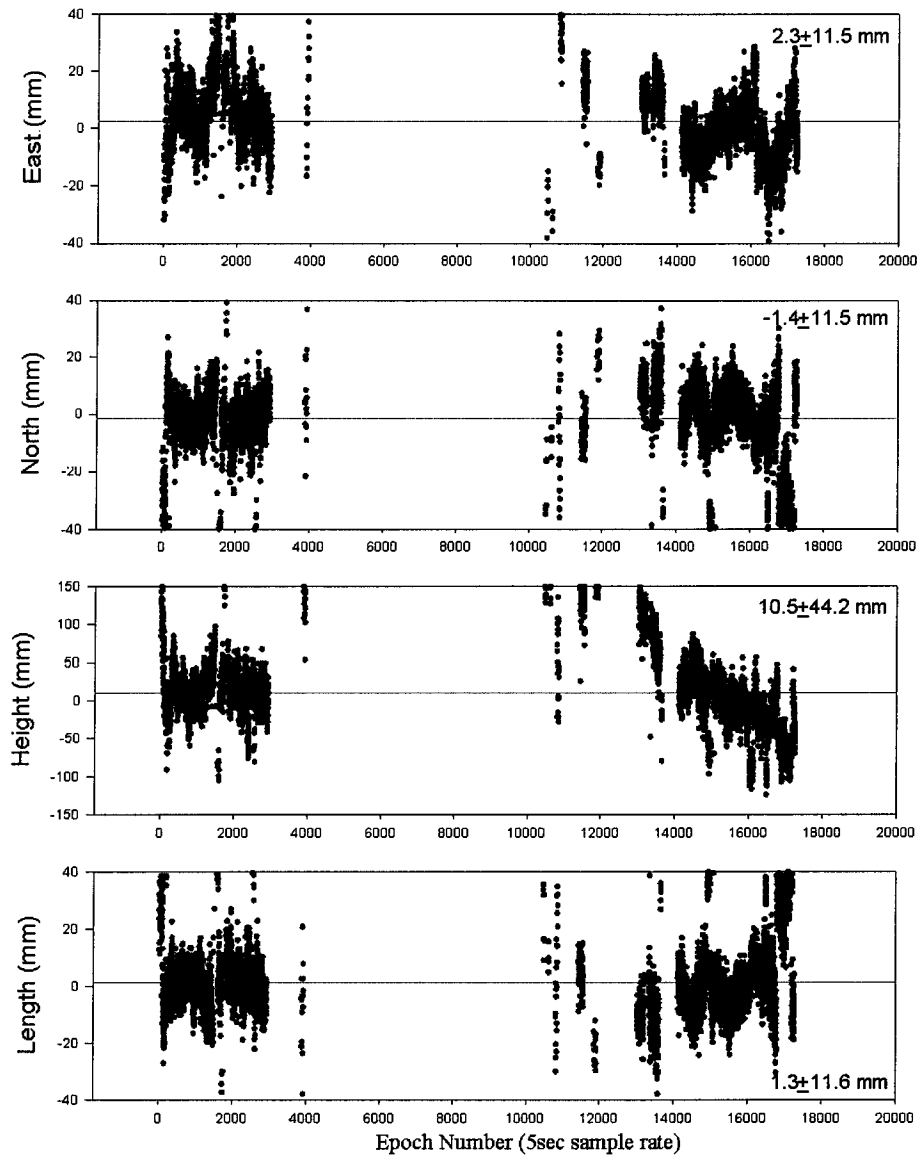 East (mm)
40
20
0
-20
-40
2.3±11.5 mm
0 2000 4000 6000 8000 10000 12000 14000 16000 18000 20000
North (mm)
40
20
0
-20
-40
-1.4±11.5 mm
0 2000 4000 6000 8000 10000 12000 14000 16000 18000 20000
Height (mm)
150
100
50
0
-50
-100
-150
10.5±44.2 mm
0 2000 4000 6000 8000 10000 12000 14000 16000 18000 20000
Length (mm)
40
20
0
-20
-40
1.3±11.6 mm
0 2000 4000 6000 8000 10000 12000 14000 16000 18000 20000
Epoch Number (5sec sample rate)